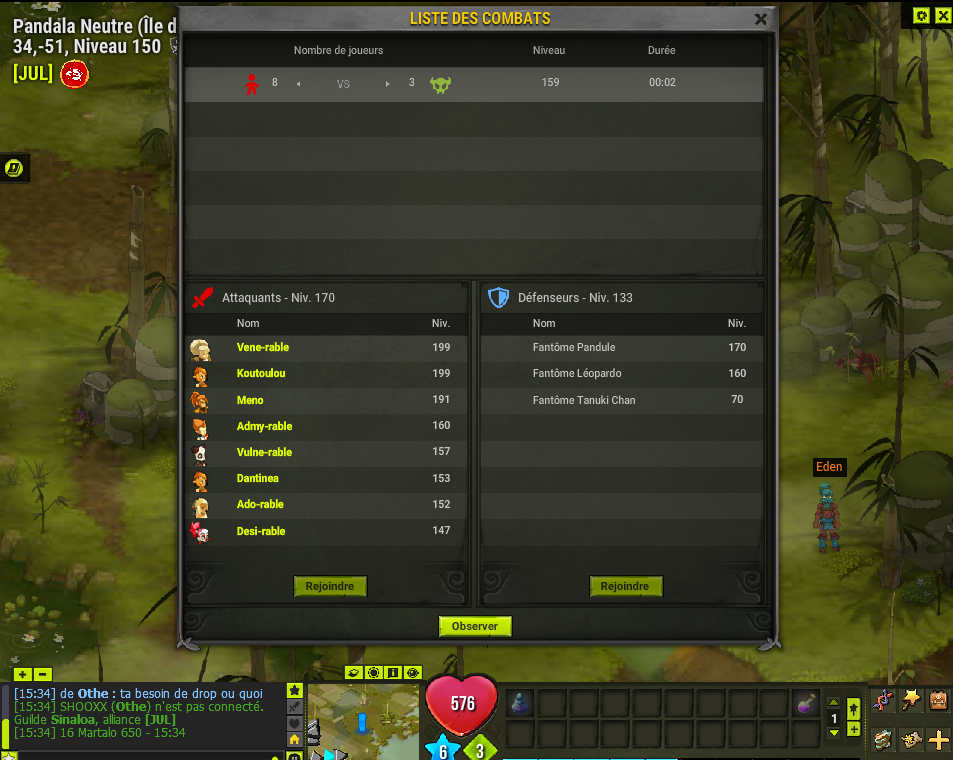 LISTE DES COMBATS
Pandala Neutre (Île d
34,-51, Niveau 150
[JUL]
Nombre de joueurs Niveau Durée
8 VS 3 159 00:02
Attaquants - Niv. 170
Nom Niv.
Vene-rable 199
Koutoulou 199
Meno 191
Admy-rable 160
Vulne-rable 157
Dantinea 153
Ado-rable 152
Desi-rable 147
Rejoindre
Défenseurs - Niv. 133
Nom Niv.
Fantôme Pandule 170
Fantôme Léopardo 160
Fantôme Tanuki Chan 70
Rejoindre
Observer
Eden
[15:34] de Othe : ta besoin de drop ou quoi
[15:34] SHOOXX (Othe) n'est pas connecté.
Guilde Sinaloa, alliance [JUL]
[15:34] 16 Martalo 650 - 15:34
576
6
3
1